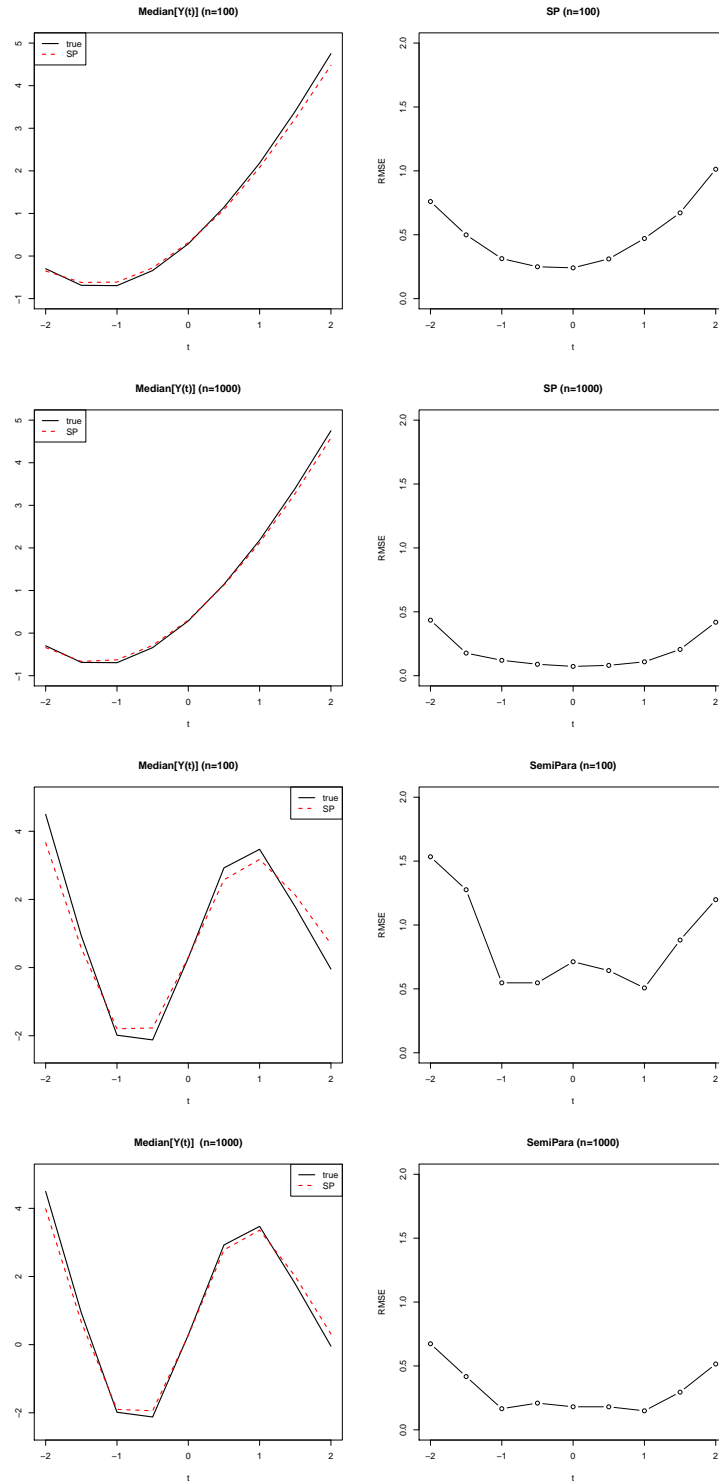 Median[Y(t)] (n=100)
true
SP
5
4
3
2
1
0
−1
−2
−1
0
1
2
t
SP (n=100)
RMSE
2.0
1.5
1.0
0.5
0.0
−2
−1
0
1
2
t
Median[Y(t)] (n=1000)
true
SP
5
4
3
2
1
0
−1
−2
−1
0
1
2
t
SP (n=1000)
RMSE
2.0
1.5
1.0
0.5
0.0
−2
−1
0
1
2
t
Median[Y(t)] (n=100)
true
SP
4
2
0
−2
−2
−1
0
1
2
t
SemiPara (n=100)
RMSE
2.0
1.5
1.0
0.5
0.0
−2
−1
0
1
2
t
Median[Y(t)] (n=1000)
true
SP
4
2
0
−2
−2
−1
0
1
2
t
SemiPara (n=1000)
RMSE
2.0
1.5
1.0
0.5
0.0
−2
−1
0
1
2
t